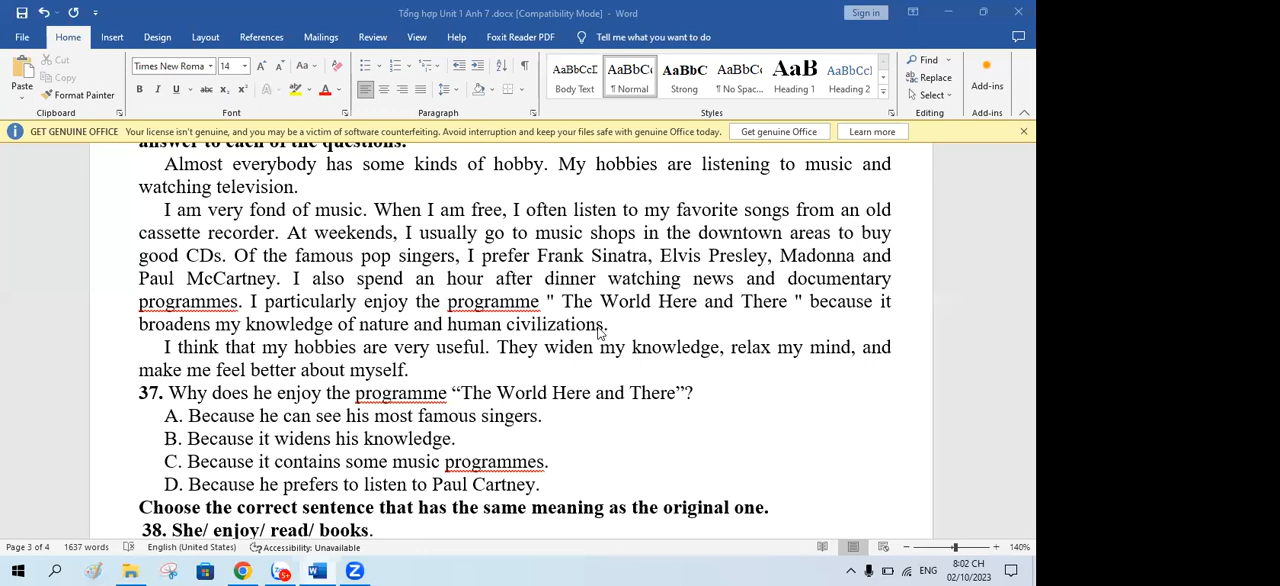 Tổng hợp Unit 1 Anh 7 .docx [Compatibility Mode] - Word
Sign in
File Home Insert Design Layout References Mailings Review View Help Foxit Reader PDF Tell me what you want to do
Cut
Copy
Format Painter
Paste
Clipboard
Times New Roma 14
Font
Paragraph
AaBbCcD AaBbCc AaBbC AaBbCc AaB AaBbCc
Body Text ¶ Normal Strong ¶ No Spac... Heading 1 Heading 2
Styles
Find
Replace
Select
Editing
Add-ins
Add-ins
GET GENUINE OFFICE Your license isn't genuine, and you may be a victim of software counterfeiting. Avoid interruption and keep your files safe with genuine Office today. Get genuine Office Learn more
answer to each of the questions.
Almost everybody has some kinds of hobby. My hobbies are listening to music and
watching television.
I am very fond of music. When I am free, I often listen to my favorite songs from an old
cassette recorder. At weekends, I usually go to music shops in the downtown areas to buy
good CDs. Of the famous pop singers, I prefer Frank Sinatra, Elvis Presley, Madonna and
Paul McCartney. I also spend an hour after dinner watching news and documentary
programmes. I particularly enjoy the programme " The World Here and There " because it
broadens my knowledge of nature and human civilizations.
I think that my hobbies are very useful. They widen my knowledge, relax my mind, and
make me feel better about myself.
37. Why does he enjoy the programme “The World Here and There”?
A. Because he can see his most famous singers.
B. Because it widens his knowledge.
C. Because it contains some music programmes.
D. Because he prefers to listen to Paul Cartney.
Choose the correct sentence that has the same meaning as the original one.
38. She/ enjoy/ read/ books.
Page 3 of 4 1637 words English (United States) Accessibility: Unavailable 140%
ENG 8:02 CH
02/10/2023